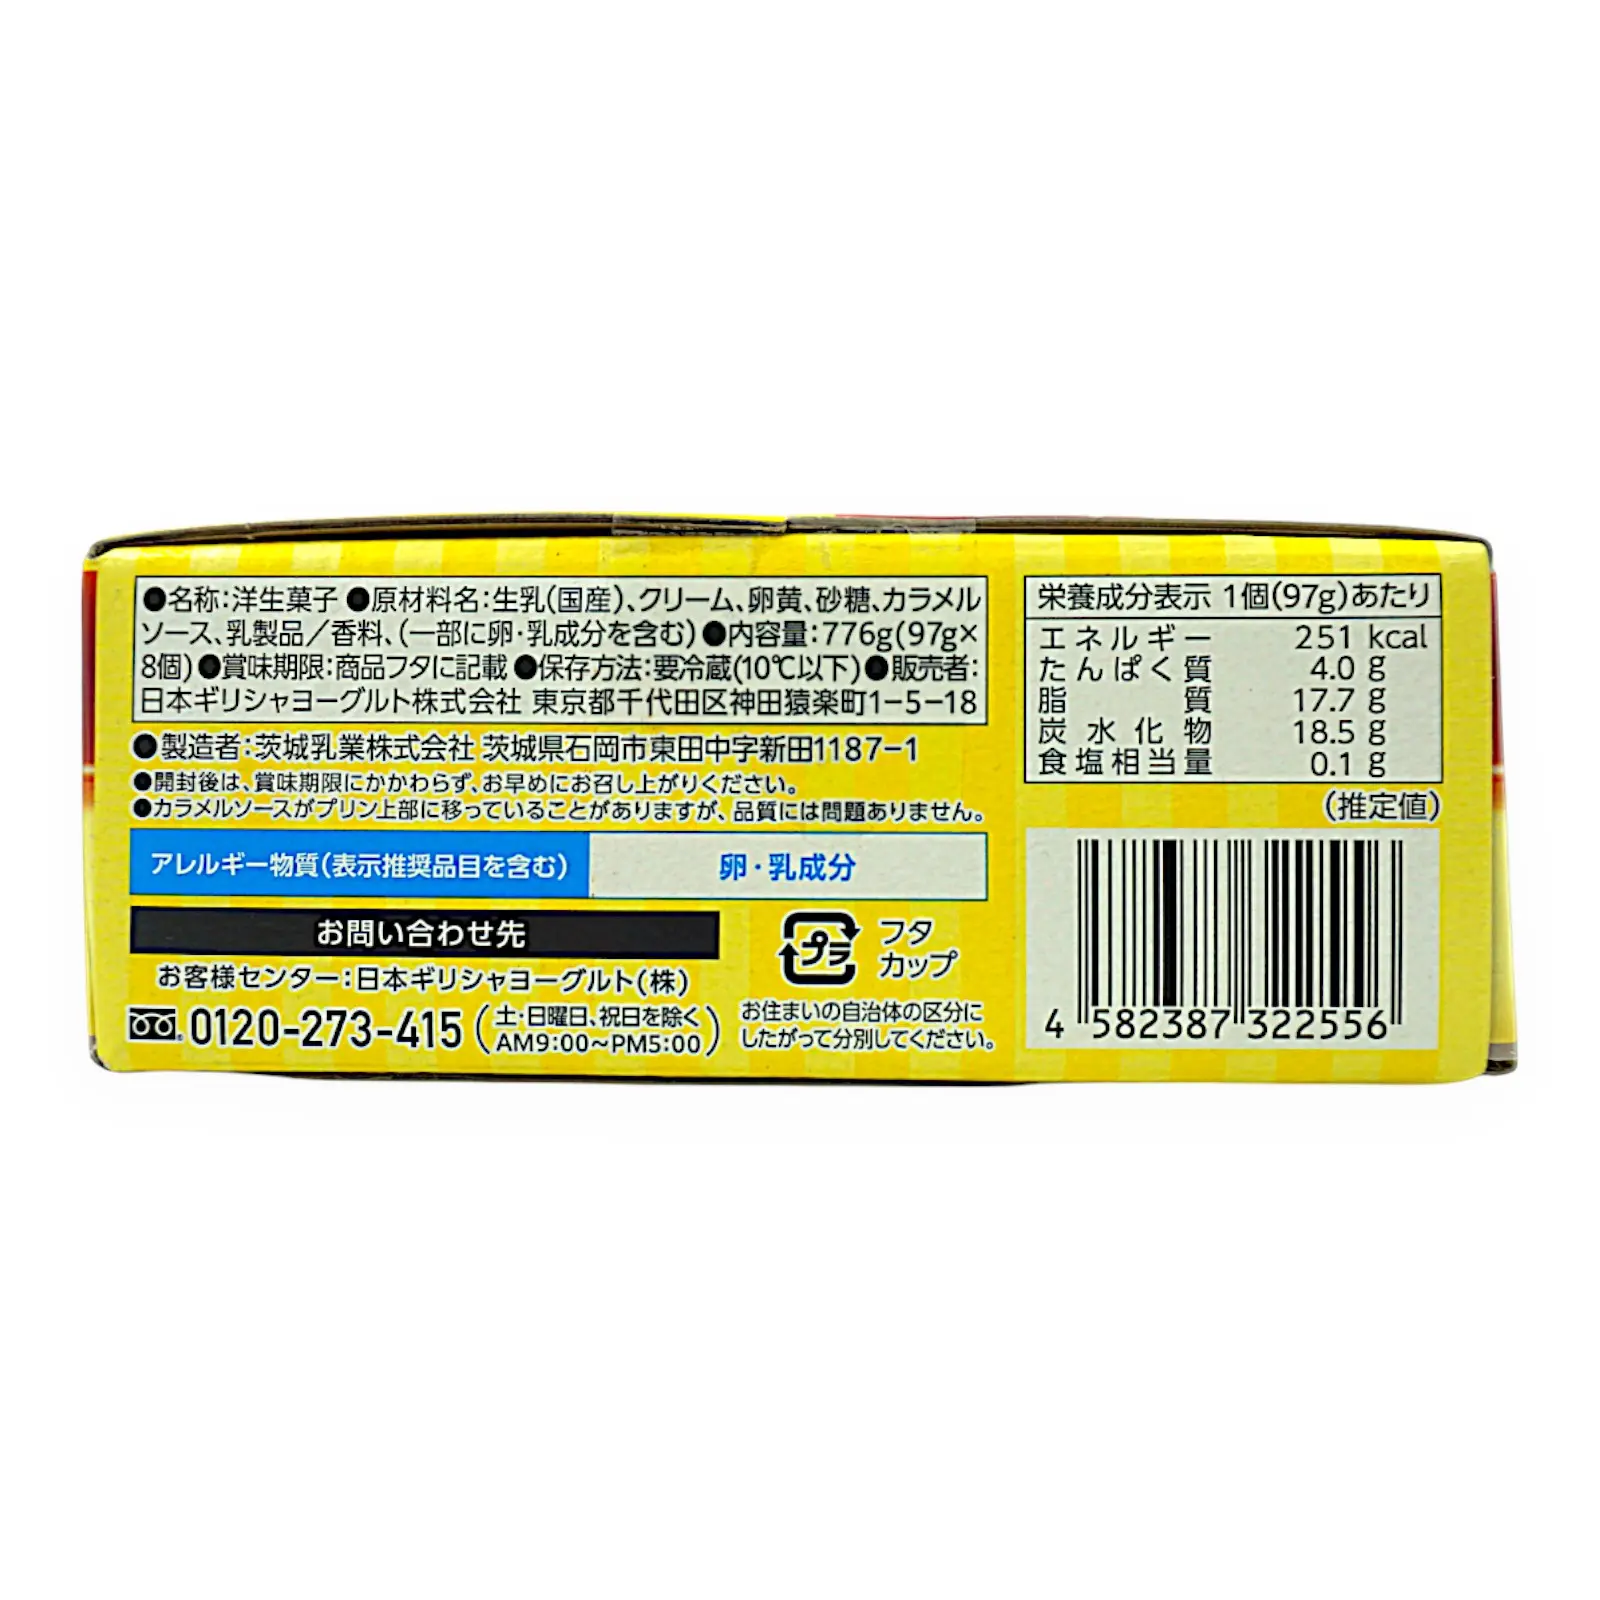 ●名称:洋生菓子 ●原材料名:生乳(国産)、クリーム、卵黄、砂糖、カラメル
ソース、乳製品/香料、(一部に卵・乳成分を含む) ●内容量:776g(97g×
8個) ●賞味期限:商品フタに記載 ●保存方法:要冷蔵(10℃以下) ●販売者:
日本ギリシャヨーグルト株式会社 東京都千代田区神田猿楽町1-5-18
●製造者:茨城乳業株式会社 茨城県石岡市東田中字新田1187-1
●開封後は、賞味期限にかかわらず、お早めにお召し上がりください。
●カラメルソースがプリン上部に移っていることがありますが、品質には問題ありません。
アレルギー物質(表示推奨品目を含む) 卵・乳成分
お問い合わせ先
お客様センター:日本ギリシャヨーグルト(株)
0120-273-415 (土・日曜日、祝日を除く
AM9:00~PM5:00)
プラ
フタ
カップ
お住まいの自治体の区分に
したがって分別してください。
栄養成分表示 1個(97g)あたり
エネルギー 251 kcal
たんぱく質 4.0 g
脂質 17.7 g
炭水化物 18.5 g
食塩相当量 0.1 g
(推定値)
4 582387 322556